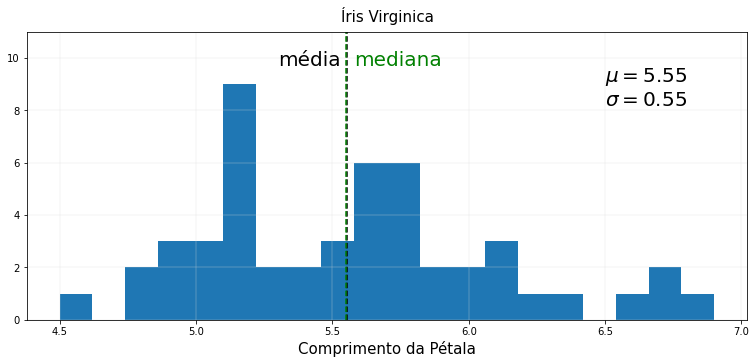 Íris Virginica
média mediana
μ = 5.55
σ = 0.55
10
8
6
4
2
0
4.5 5.0 5.5 6.0 6.5 7.0
Comprimento da Pétala